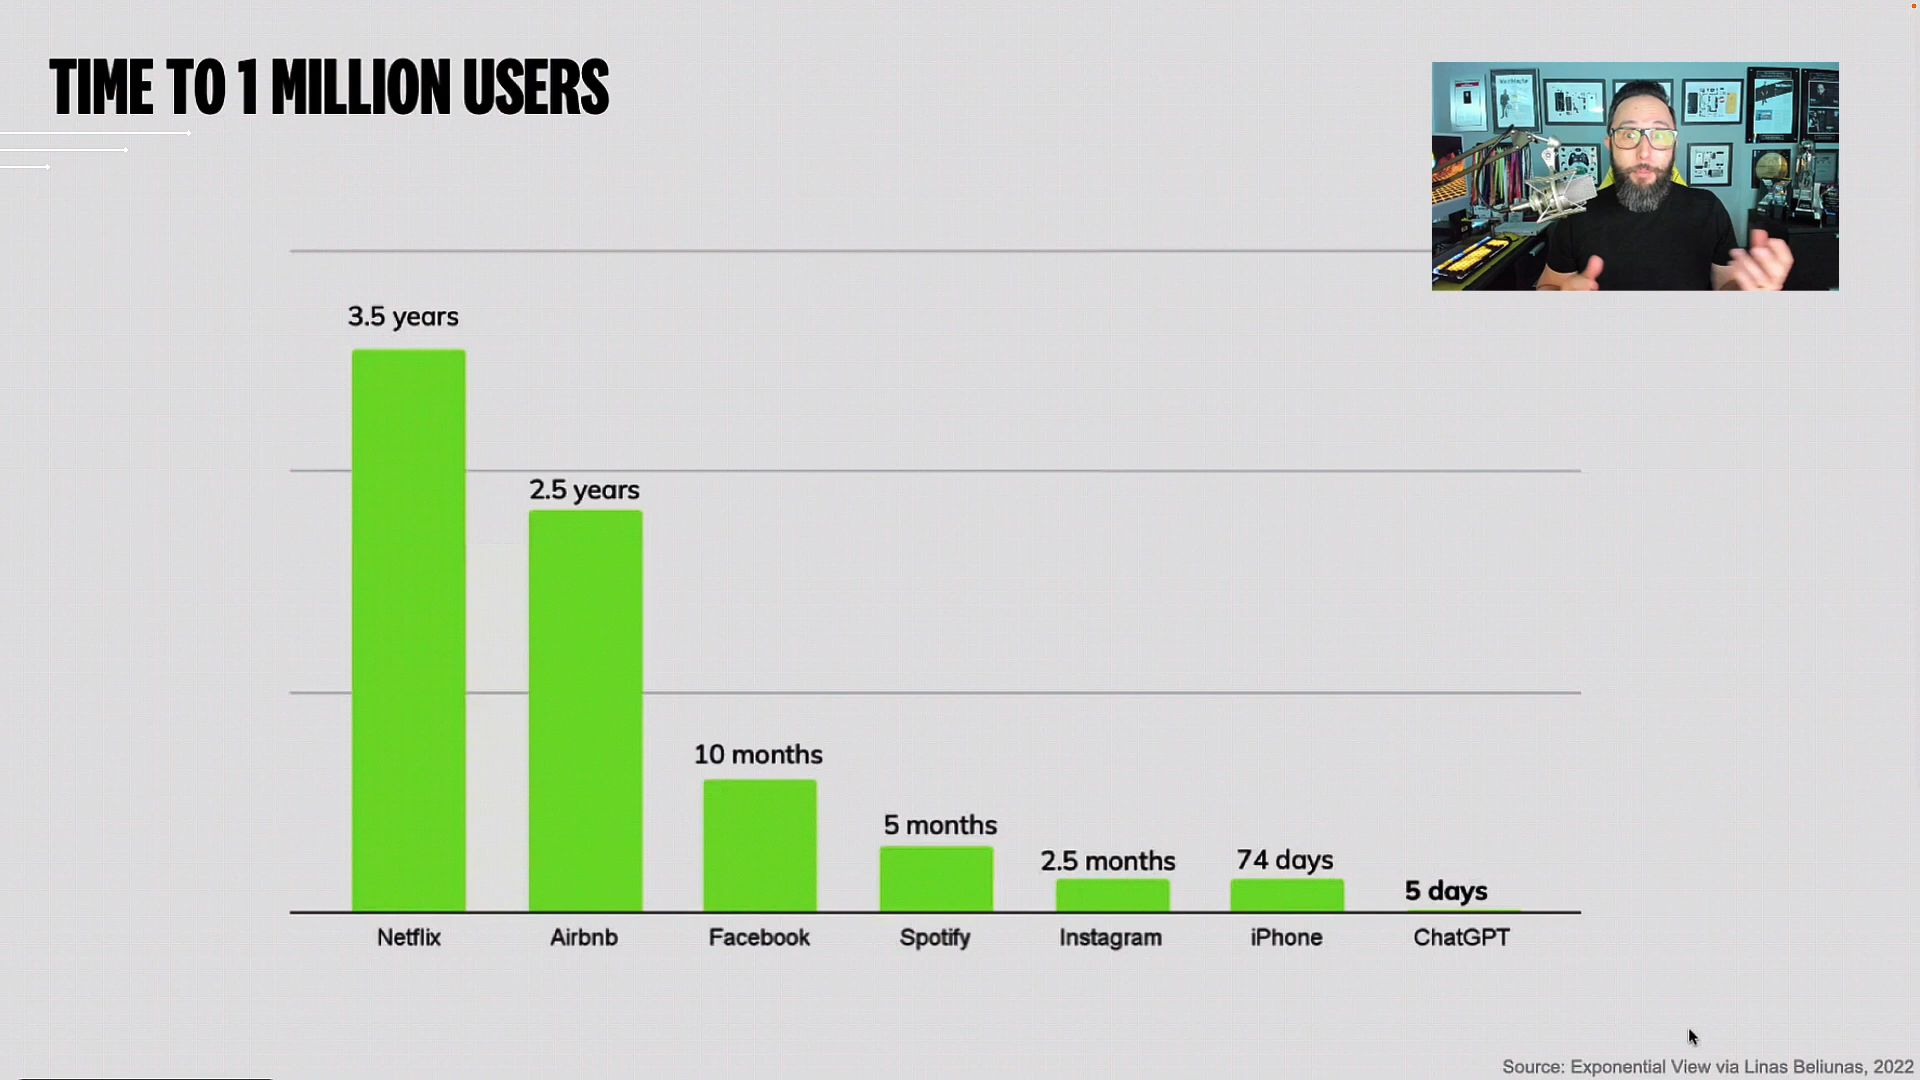 TIME TO 1 MILLION USERS
3.5 years
2.5 years
10 months
5 months
2.5 months
74 days
5 days
Netflix
Airbnb
Facebook
Spotify
Instagram
iPhone
ChatGPT
Source: Exponential View via Linas Beliunas, 2022